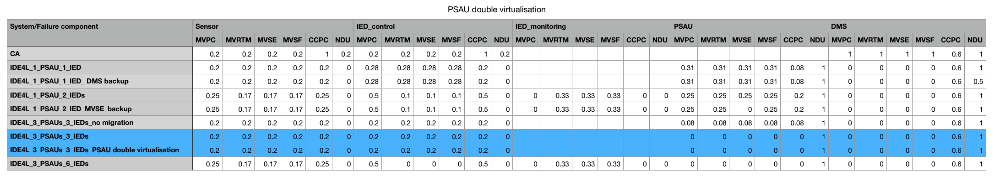 PSAU double virtualisation
System/Failure component Sensor IED_control IED_monitoring PSAU DMS
MVPC MVRTM MVSE MVSF CCPC NDU MVPC MVRTM MVSE MVSF CCPC NDU MVPC MVRTM MVSE MVSF CCPC NDU MVPC MVRTM MVSE MVSF CCPC NDU MVPC MVRTM MVSE MVSF CCPC NDU
CA 0.2 0.2 0.2 0.2 1 0.2 0.2 0.2 0.2 0.2 1 0.2 1 1 1 1 0.6 1
IDE4L_1_PSAU_1_IED 0.2 0.2 0.2 0.2 0.2 0 0.28 0.28 0.28 0.28 0.2 0 0.31 0.31 0.31 0.31 0.08 1 0 0 0 0 0.6 1
IDE4L_1_PSAU_1_IED_ DMS backup 0.2 0.2 0.2 0.2 0.2 0 0.28 0.28 0.28 0.28 0.2 0 0.31 0.31 0.31 0.31 0.08 1 0 0 0 0 0.6 0.5
IDE4L_1_PSAU_2_IEDs 0.25 0.17 0.17 0.17 0.25 0 0.5 0.1 0.1 0.1 0.5 0 0 0.33 0.33 0.33 0 0 0.25 0.25 0.25 0.25 0.2 1 0 0 0 0 0.6 1
IDE4L_1_PSAU_2_IED_MVSE_backup 0.25 0.17 0.17 0.17 0.25 0 0.5 0.1 0.1 0.1 0.5 0 0 0.33 0.33 0.33 0 0 0.25 0.25 0 0.25 0.2 1 0 0 0 0 0.6 1
IDE4L_3_PSAUs_3_IEDs_no migration 0.2 0.2 0.2 0.2 0.2 0 0.2 0.2 0.2 0.2 0.2 0 0.08 0.08 0.08 0.08 0.08 1 0 0 0 0 0.6 1
IDE4L_3_PSAUs_3_IEDs 0.2 0.2 0.2 0.2 0.2 0 0.2 0.2 0.2 0.2 0.2 0 0 0 0 0 0 1 0 0 0 0 0.6 1
IDE4L_3_PSAUs_3_IEDs_PSAU double virtualisation 0.2 0.2 0.2 0.2 0.2 0 0.2 0.2 0.2 0.2 0.2 0 0 0 0 0 0 1 0 0 0 0 0.6 1
IDE4L_3_PSAUs_6_IEDs 0.25 0.17 0.17 0.17 0.25 0 0.5 0 0 0 0.5 0 0 0.33 0.33 0.33 0 0 0 0 0 0 0 1 0 0 0 0 0.6 1